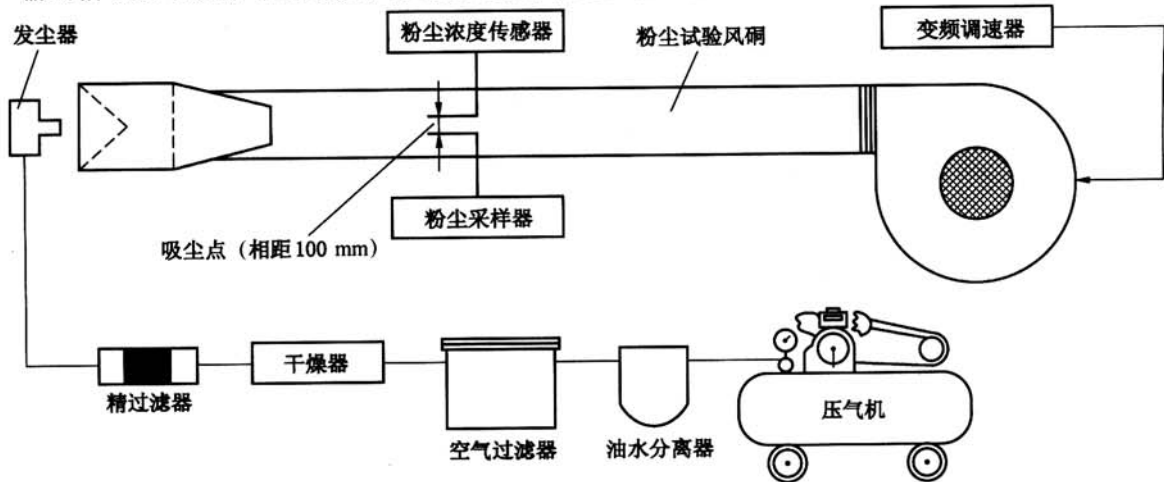 发尘器
粉尘浓度传感器
粉尘试验风硐
变频调速器
粉尘采样器
吸尘点（相距100 mm）
精过滤器
干燥器
空气过滤器
油水分离器
压气机